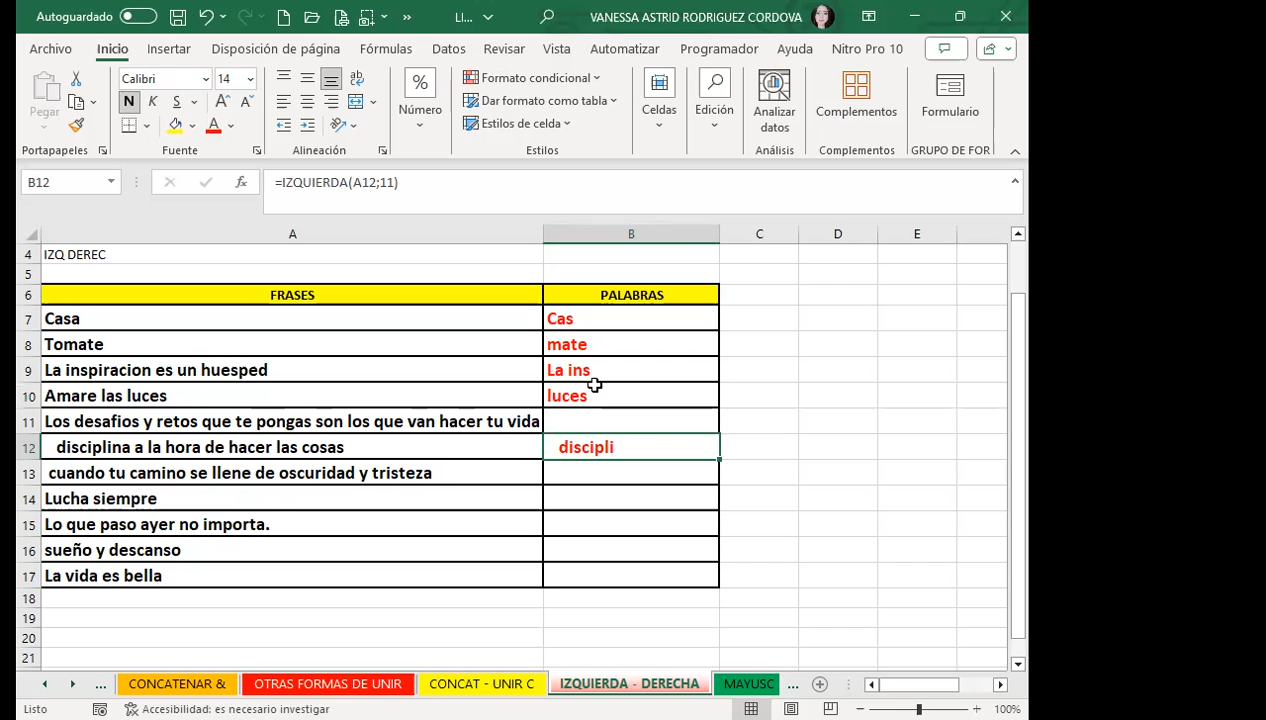 Autoguardado
LI...
VANESSA ASTRID RODRIGUEZ CORDOVA
Archivo
Inicio
Insertar
Disposición de página
Fórmulas
Datos
Revisar
Vista
Automatizar
Programador
Ayuda
Nitro Pro 10
Pegar
Calibri
14
N K S
Formato condicional
Dar formato como tabla
Estilos de celda
Número
Celdas
Edición
Analizar datos
Complementos
Formulario
Portapapeles
Fuente
Alineación
Estilos
Análisis
Complementos
GRUPO DE FOR
B12
=IZQUIERDA(A12;11)
A B C D E
4 IZQ DEREC
5
6 FRASES PALABRAS
7 Casa Cas
8 Tomate mate
9 La inspiracion es un huesped La ins
10 Amare las luces luces
11 Los desafios y retos que te pongas son los que van hacer tu vida
12 disciplina a la hora de hacer las cosas discipli
13 cuando tu camino se llene de oscuridad y tristeza
14 Lucha siempre
15 Lo que paso ayer no importa.
16 sueño y descanso
17 La vida es bella
18
19
20
21
... CONCATENAR & OTRAS FORMAS DE UNIR CONCAT - UNIR C IZQUIERDA - DERECHA MAYUSC ...
Listo
Accesibilidad: es necesario investigar
100%